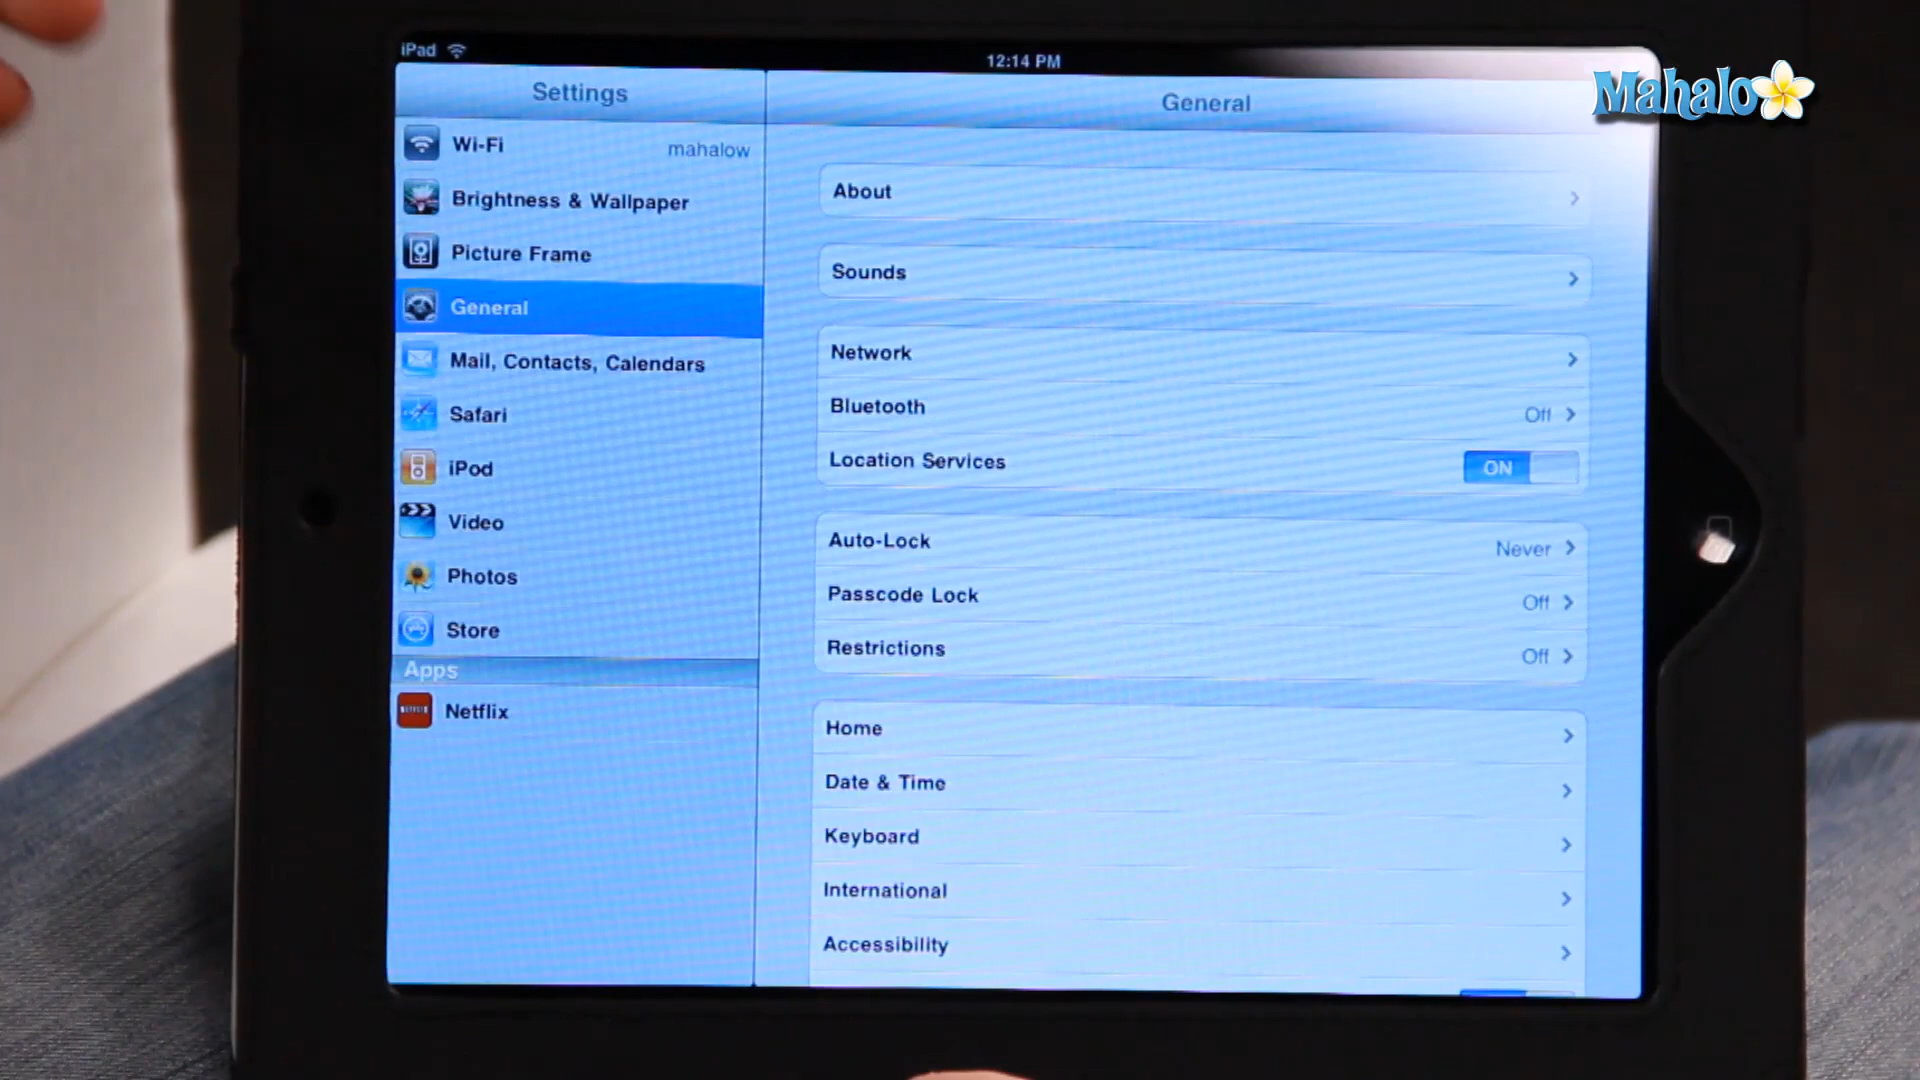 iPad
12:14 PM
Mahalo
Settings
General
Wi-Fi mahalow
Brightness & Wallpaper
Picture Frame
General
Mail, Contacts, Calendars
Safari
iPod
Video
Photos
Store
Apps
Netflix
About
Sounds
Network
Bluetooth Off
Location Services ON
Auto-Lock Never
Passcode Lock Off
Restrictions Off
Home
Date & Time
Keyboard
International
Accessibility